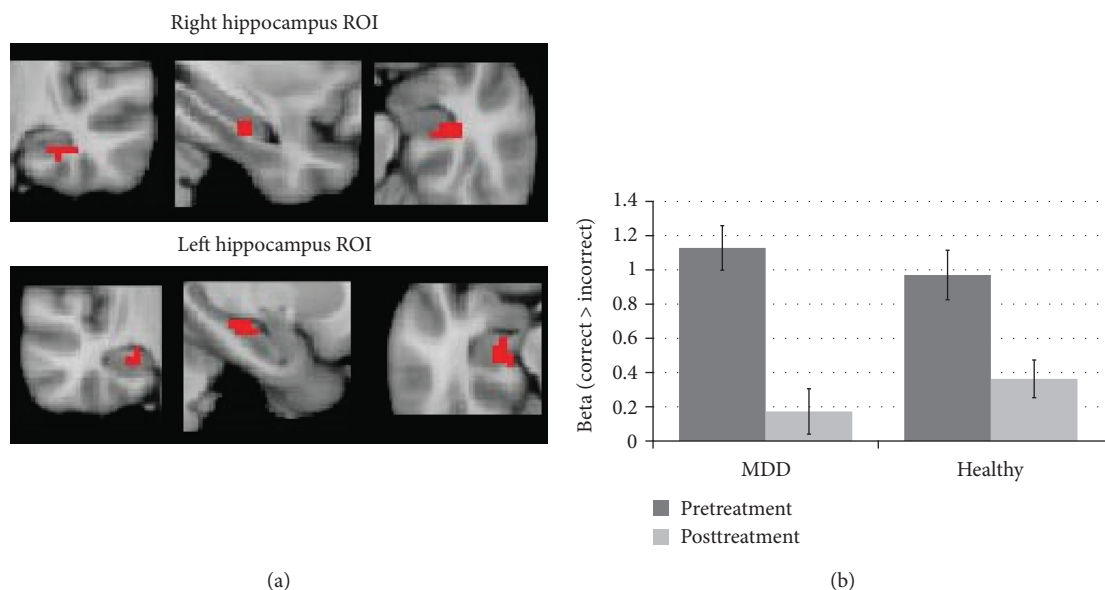 Right hippocampus ROI
Left hippocampus ROI
(a)
Beta (correct > incorrect)
1.4
1.2
1
0.8
0.6
0.4
0.2
0
MDD
Healthy
Pretreatment
Posttreatment
(b)